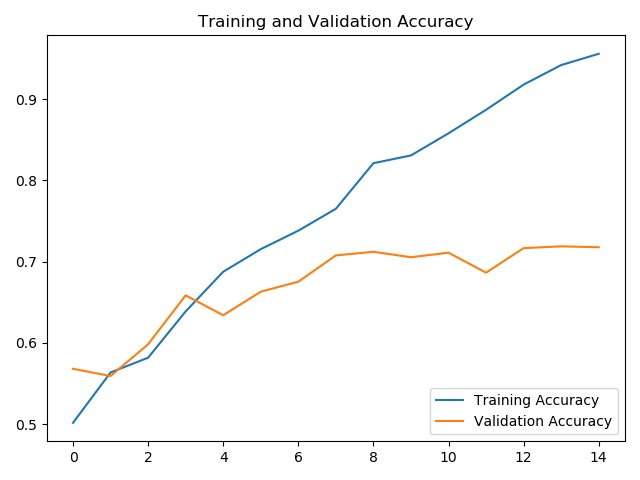 Training and Validation Accuracy
0.9
0.8
0.7
0.6
0.5
Training Accuracy
Validation Accuracy
0 2 4 6 8 10 12 14